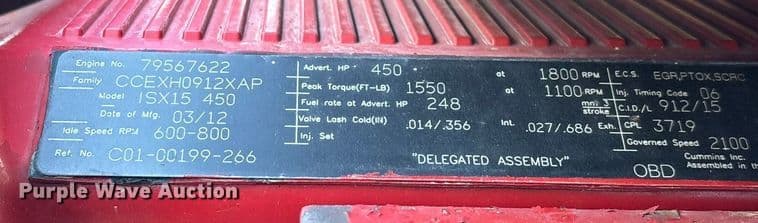 Engine No. 79567622
Family CCEXH0912XAP
Model ISX15 450
Date of Mfg. 03/12
Idle Speed RPM 600-800
Ref. No. C01-00199-266
Advert. HP 450 at 1800 RPM
Peak Torque(FT-LB) 1550 at 1100 RPM
Fuel rate at Advert. HP 248 mm3 stroke
Valve Lash Cold(IN) .014/.356 Int. .027/.686 Exh.
Inj. Set
"DELEGATED ASSEMBLY"
E.C.S. EGR,PTOX,SCRC
Inj. Timing Code 06
C.I.D./L 912/15
CPL 3719
Governed Speed 2100
Cummins Inc.
OBD Assembled in th
Purple Wave Auction